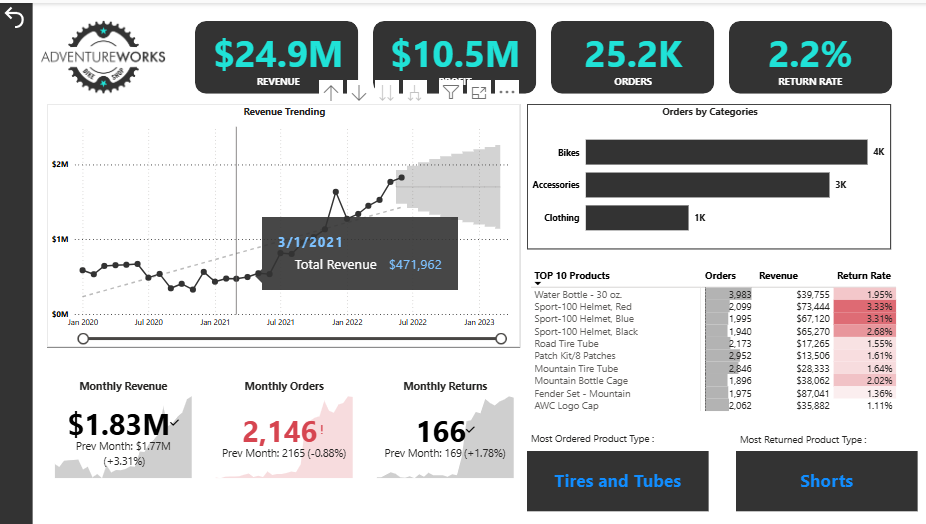 ADVENTUREWORKS
BIKE SHOP
$24.9M
REVENUE
$10.5M
PROFIT
25.2K
ORDERS
2.2%
RETURN RATE
Revenue Trending
$2M
$1M
$0M
Jan 2020 Jul 2020 Jan 2021 Jul 2021 Jan 2022 Jul 2022 Jan 2023
3/1/2021
Total Revenue $471,962
Orders by Categories
Bikes 4K
Accessories 3K
Clothing 1K
TOP 10 Products Orders Revenue Return Rate
Water Bottle - 30 oz. 3,983 $39,755 1.95%
Sport-100 Helmet, Red 2,099 $73,444 3.33%
Sport-100 Helmet, Blue 1,995 $67,120 3.31%
Sport-100 Helmet, Black 1,940 $65,270 2.68%
Road Tire Tube 2,173 $17,265 1.55%
Patch Kit/8 Patches 2,952 $13,506 1.61%
Mountain Tire Tube 2,846 $28,333 1.64%
Mountain Bottle Cage 1,896 $38,062 2.02%
Fender Set - Mountain 1,975 $87,041 1.36%
AWC Logo Cap 2,062 $35,882 1.11%
Monthly Revenue
$1.83M
Prev Month: $1.77M
(+3.31%)
Monthly Orders
2,146!
Prev Month: 2165 (-0.88%)
Monthly Returns
166
Prev Month: 169 (+1.78%)
Most Ordered Product Type :
Tires and Tubes
Most Returned Product Type :
Shorts